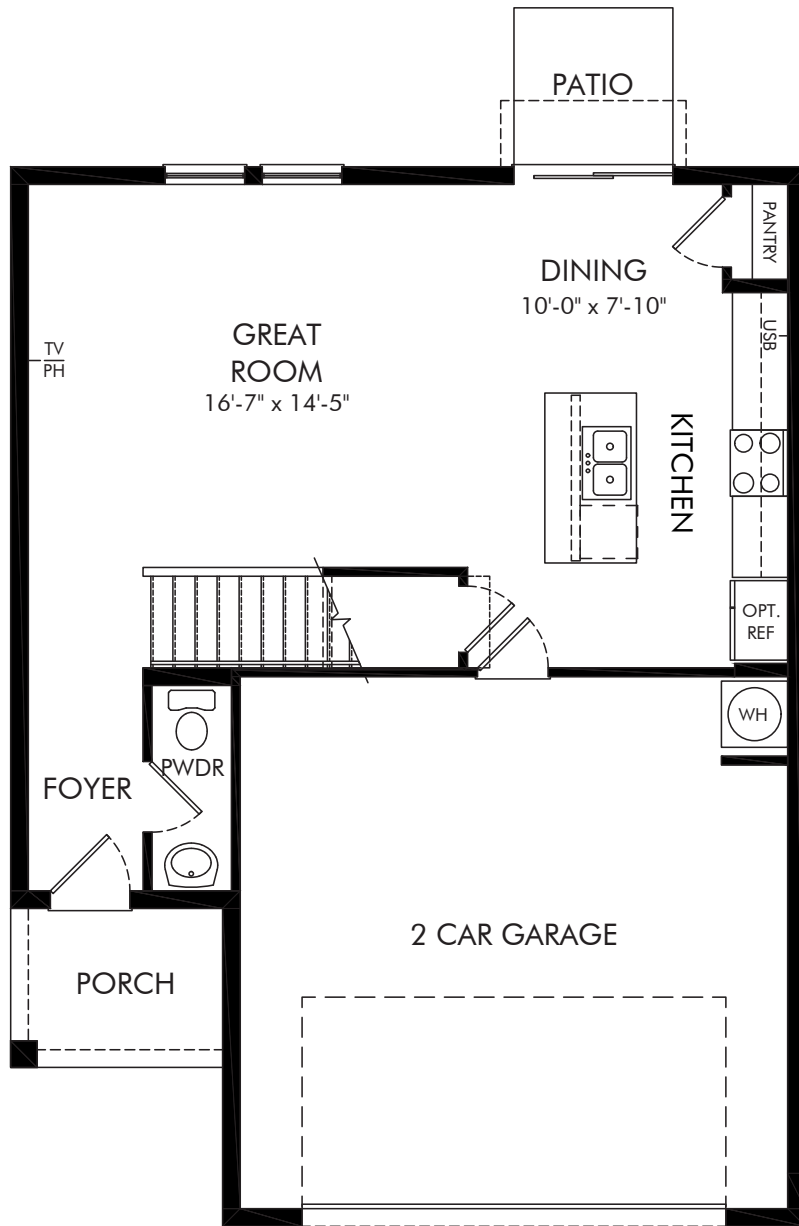 PATIO
PANTRY
DINING
10'-0" x 7'-10"
USB
GREAT
ROOM
16'-7" x 14'-5"
TV
PH
KITCHEN
OPT.
REF
WH
PWDR
FOYER
2 CAR GARAGE
PORCH